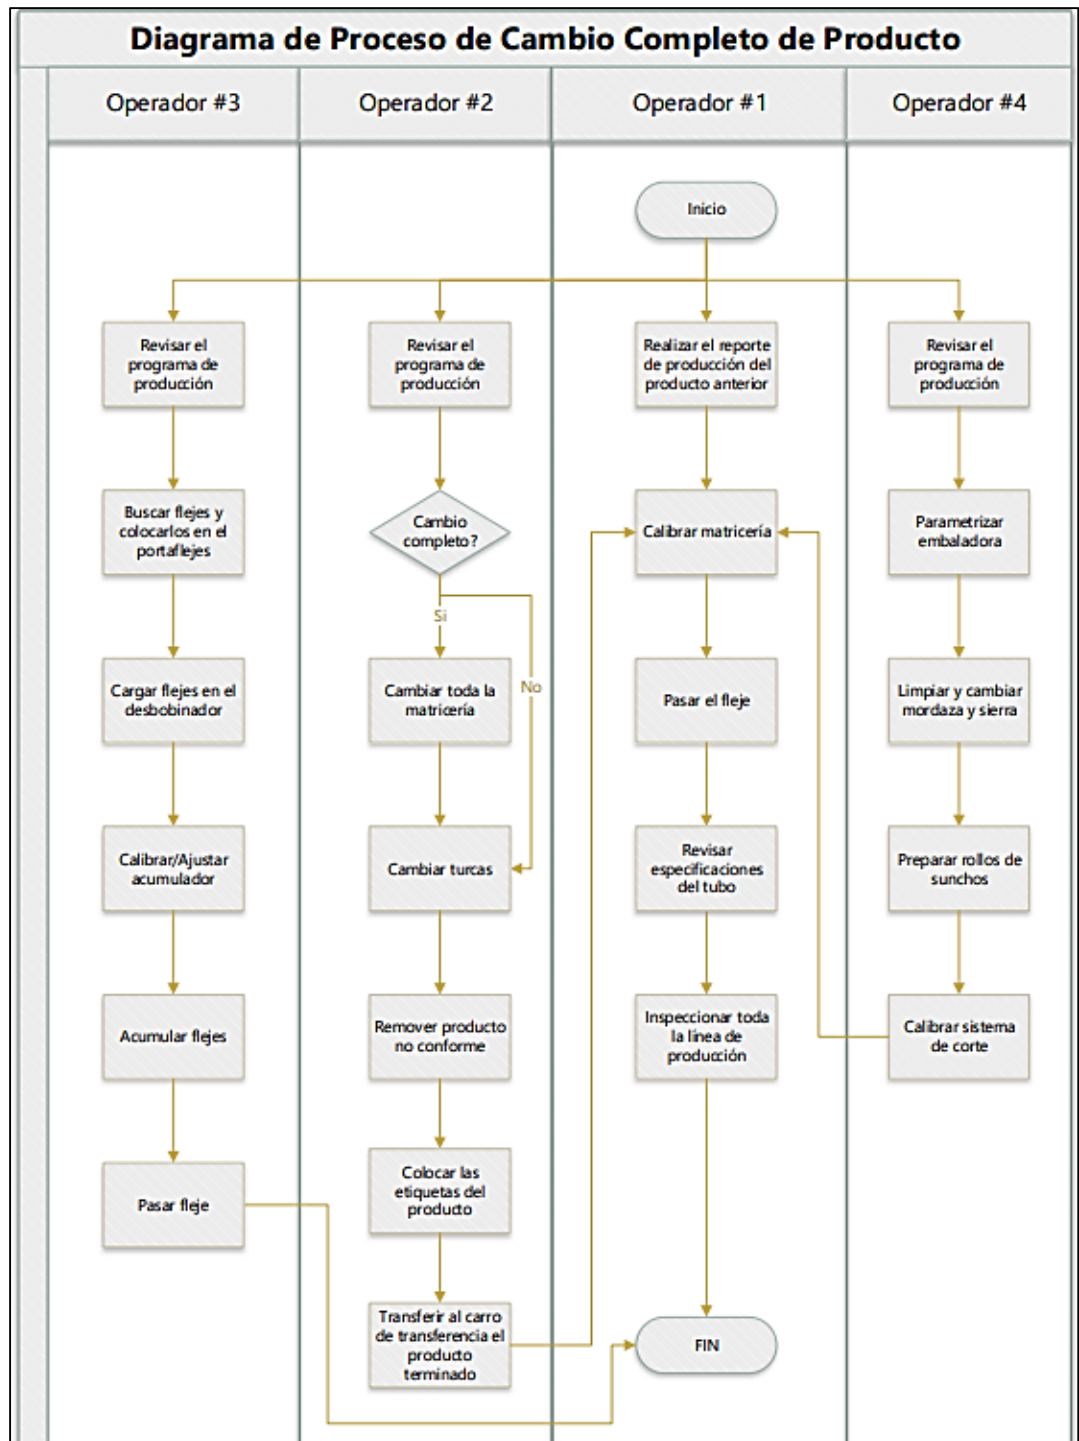 Diagrama de Proceso de Cambio Completo de Producto
Operador #3
Operador #2
Operador #1
Operador #4
Inicio
Revisar el
programa de
producción
Revisar el
programa de
producción
Realizar el reporte
de producción del
producto anterior
Revisar el
programa de
producción
Buscar flejes y
colocarlos en el
portaflejes
Cambio
completo?
Calibrar matricería
Parametrizar
embaladora
Si
No
Cargar flejes en el
desbobinador
Cambiar toda la
matricería
Pasar el fleje
Limpiar y cambiar
mordaza y sierra
Calibrar/Ajustar
acumulador
Cambiar turcas
Revisar
especificaciones
del tubo
Preparar rollos de
sunchos
Acumular flejes
Remover producto
no conforme
Inspeccionar toda
la línea de
producción
Calibrar sistema
de corte
Pasar fleje
Colocar las
etiquetas del
producto
Transferir al carro
de transferencia el
producto
terminado
FIN